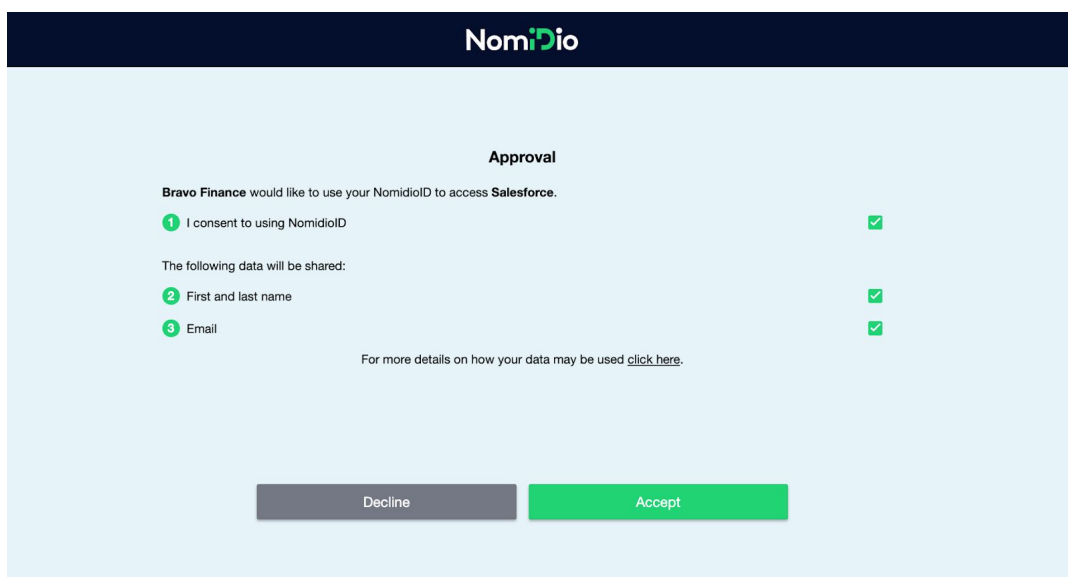 NomiDio
Approval
Bravo Finance would like to use your NomidioID to access Salesforce.
1 I consent to using NomidioID
The following data will be shared:
2 First and last name
3 Email
For more details on how your data may be used click here.
Decline
Accept